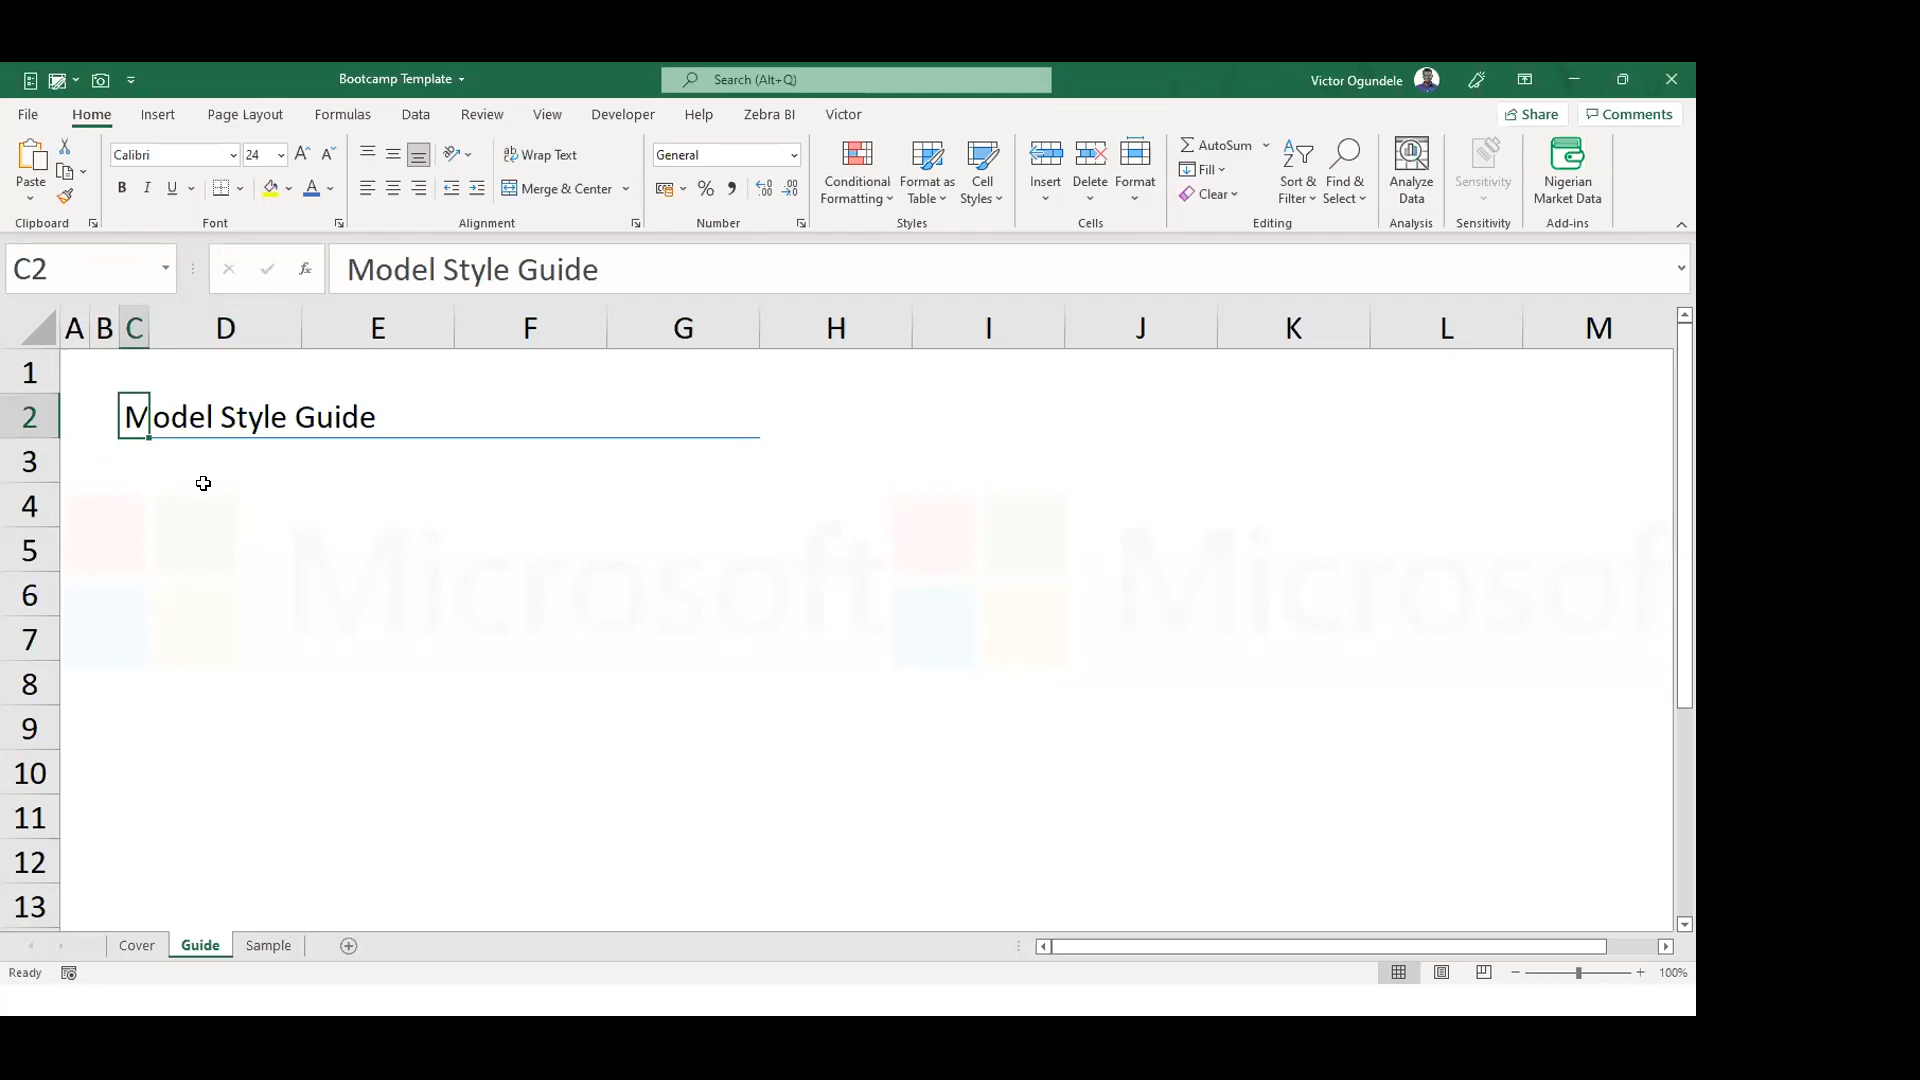 Bootcamp Template
Search (Alt+Q)
Victor Ogundele
File Home Insert Page Layout Formulas Data Review View Developer Help Zebra BI Victor Share Comments
Paste
Calibri 24
B I U
Wrap Text
Merge & Center
General
% 9
Conditional Formatting
Format as Table
Cell Styles
Insert Delete Format
AutoSum
Fill
Clear
Sort & Filter
Find & Select
Analyze Data
Sensitivity
Nigerian Market Data
Clipboard Font Alignment Number Styles Cells Editing Analysis Sensitivity Add-ins
C2 fx Model Style Guide
A B C D E F G H I J K L M
1
2 Model Style Guide
3
4
5
6
7
8
9
10
11
12
13
Microsoft Microsof
Cover Guide Sample
Ready 100%